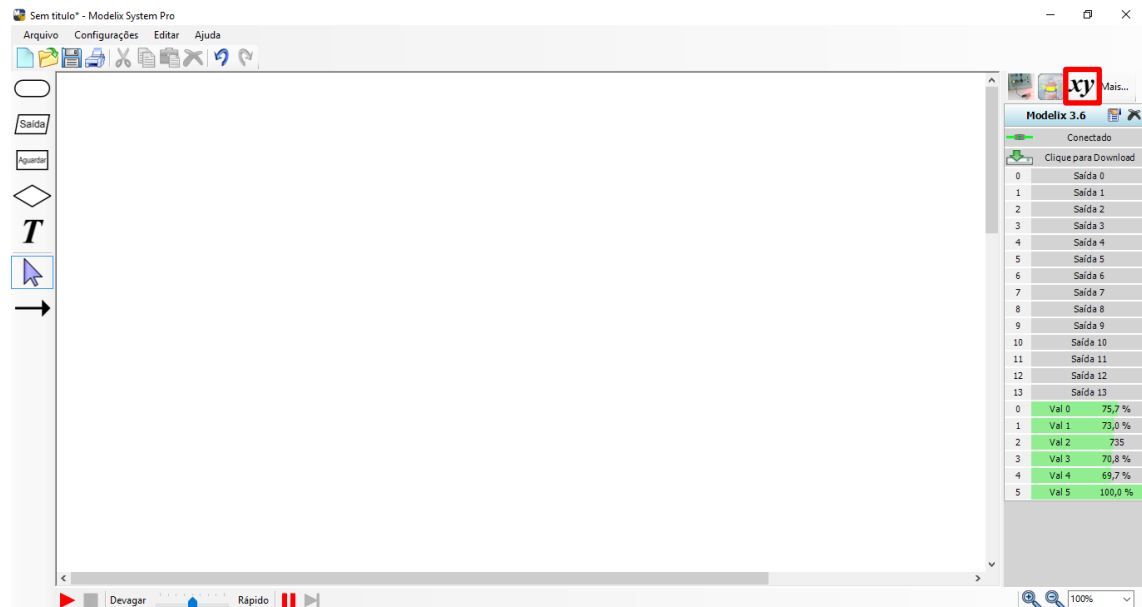 Sem titulo* - Modelix System Pro
Arquivo Configurações Editar Ajuda
xy Mais...
Saída
Aguardar
T
Modelix 3.6
Conectado
Clique para Download
0 Saída 0
1 Saída 1
2 Saída 2
3 Saída 3
4 Saída 4
5 Saída 5
6 Saída 6
7 Saída 7
8 Saída 8
9 Saída 9
10 Saída 10
11 Saída 11
12 Saída 12
13 Saída 13
0 Val 0 75,7 %
1 Val 1 73,0 %
2 Val 2 735
3 Val 3 70,8 %
4 Val 4 69,7 %
5 Val 5 100,0 %
Devagar Rápido 100%